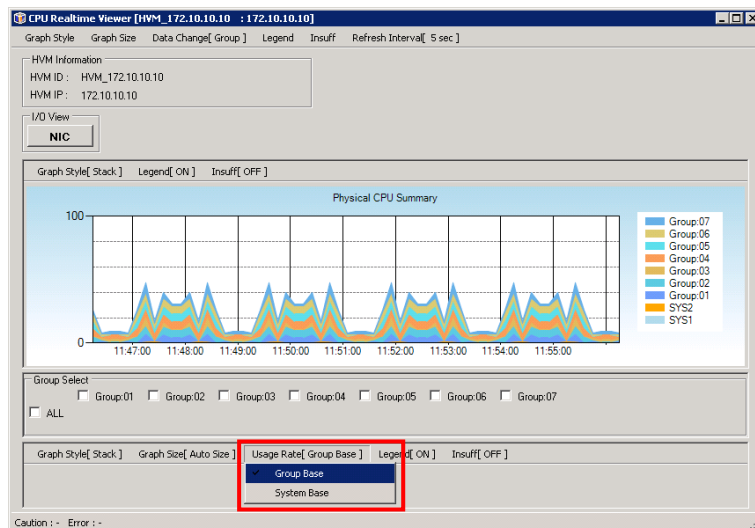 CPU Realtime Viewer [HVM_172.10.10.10 : 172.10.10.10]
Graph Style Graph Size Data Change[ Group ] Legend Insuff Refresh Interval[ 5 sec ]
HVM Information
HVM ID : HVM_172.10.10.10
HVM IP : 172.10.10.10
I/O View
NIC
Graph Style[ Stack ] Legend[ ON ] Insuff[ OFF ]
Physical CPU Summary
100
0
11:47:00 11:48:00 11:49:00 11:50:00 11:51:00 11:52:00 11:53:00 11:54:00 11:55:00
Group:07
Group:06
Group:05
Group:04
Group:03
Group:02
Group:01
SYS2
SYS1
Group Select
Group:01 Group:02 Group:03 Group:04 Group:05 Group:06 Group:07
ALL
Graph Style[ Stack ] Graph Size[ Auto Size ] Usage Rate[ Group Base ] Legend[ ON ] Insuff[ OFF ]
Group Base
System Base
Caution : - Error : -